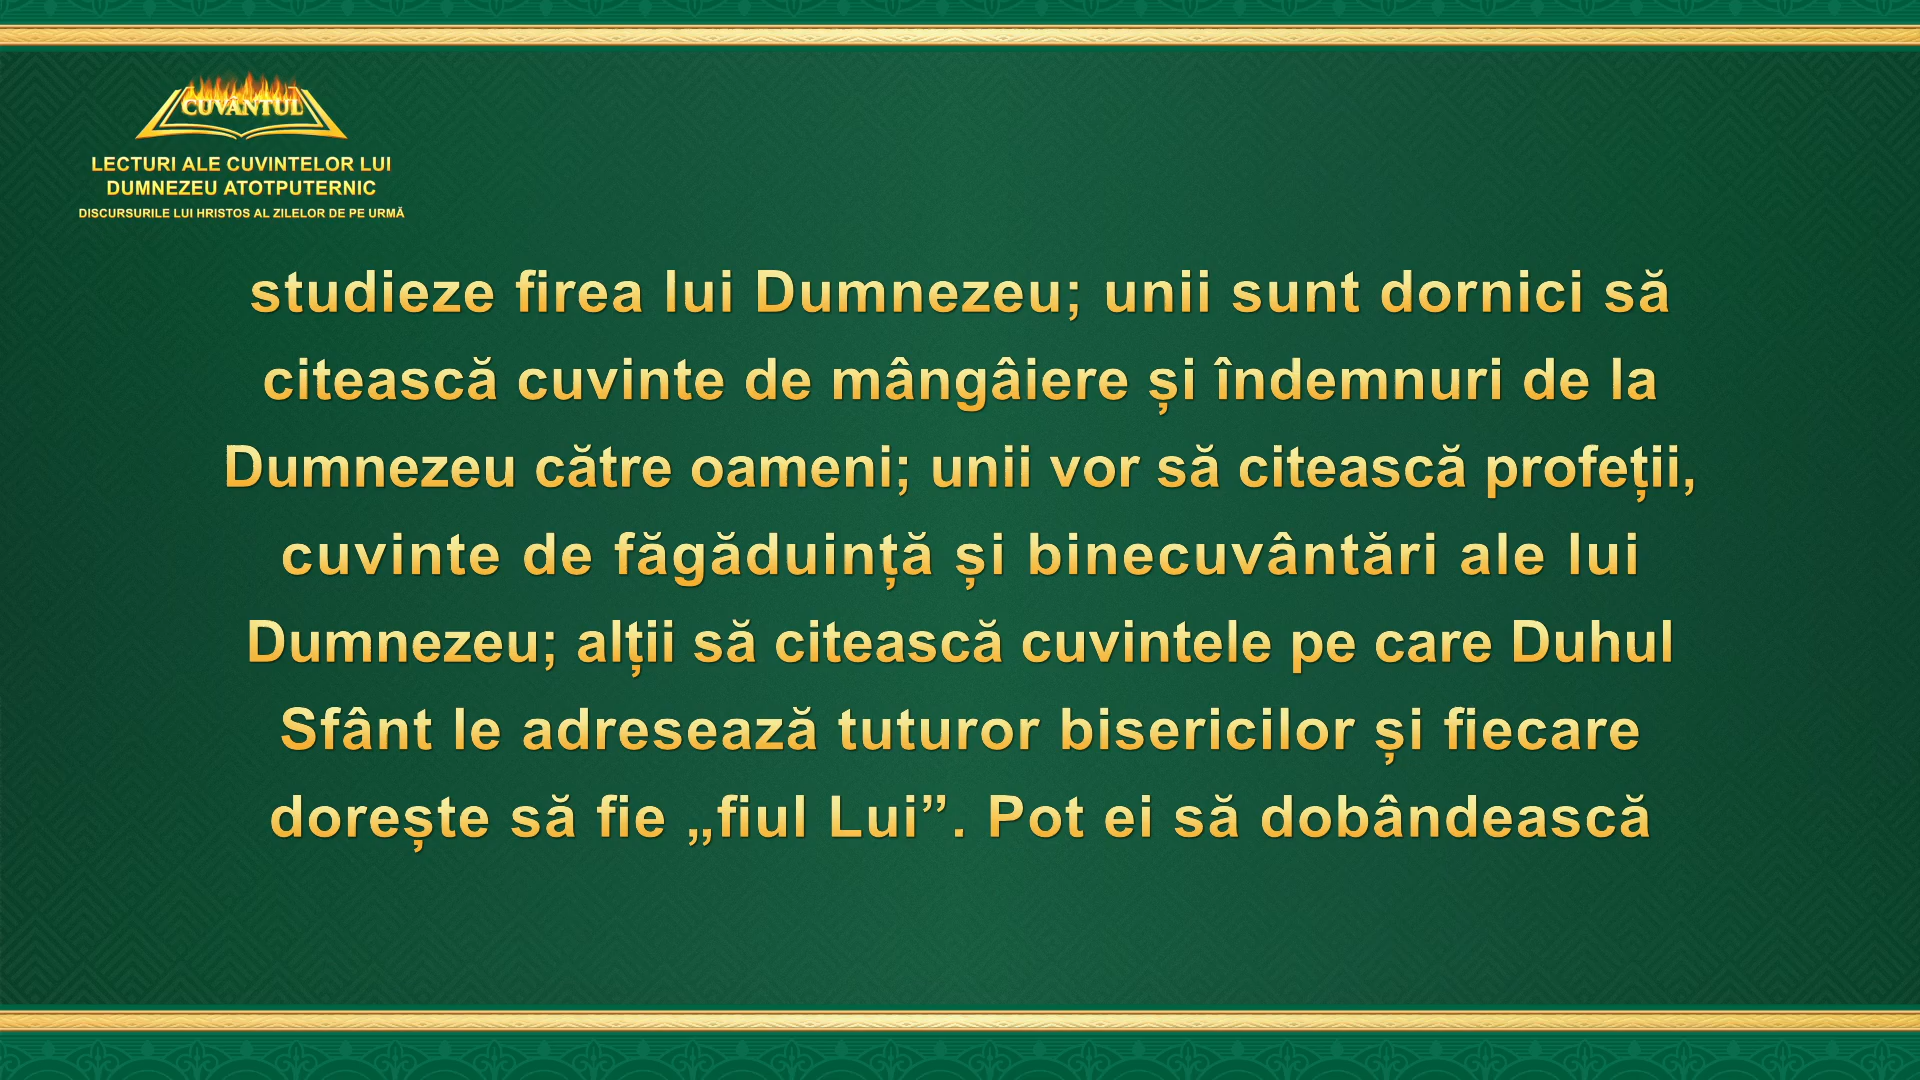 CUVÂNTUL
LECTURI ALE CUVINTELOR LUI
DUMNEZEU ATOTPUTERNIC
DISCURSURILE LUI HRISTOS AL ZILELOR DE PE URMĂ
studieze firea lui Dumnezeu; unii sunt dornici să
citească cuvinte de mângâiere și îndemnuri de la
Dumnezeu către oameni; unii vor să citească profeții,
cuvinte de făgăduință și binecuvântări ale lui
Dumnezeu; alții să citească cuvintele pe care Duhul
Sfânt le adresează tuturor bisericilor și fiecare
dorește să fie „fiul Lui”. Pot ei să dobândească